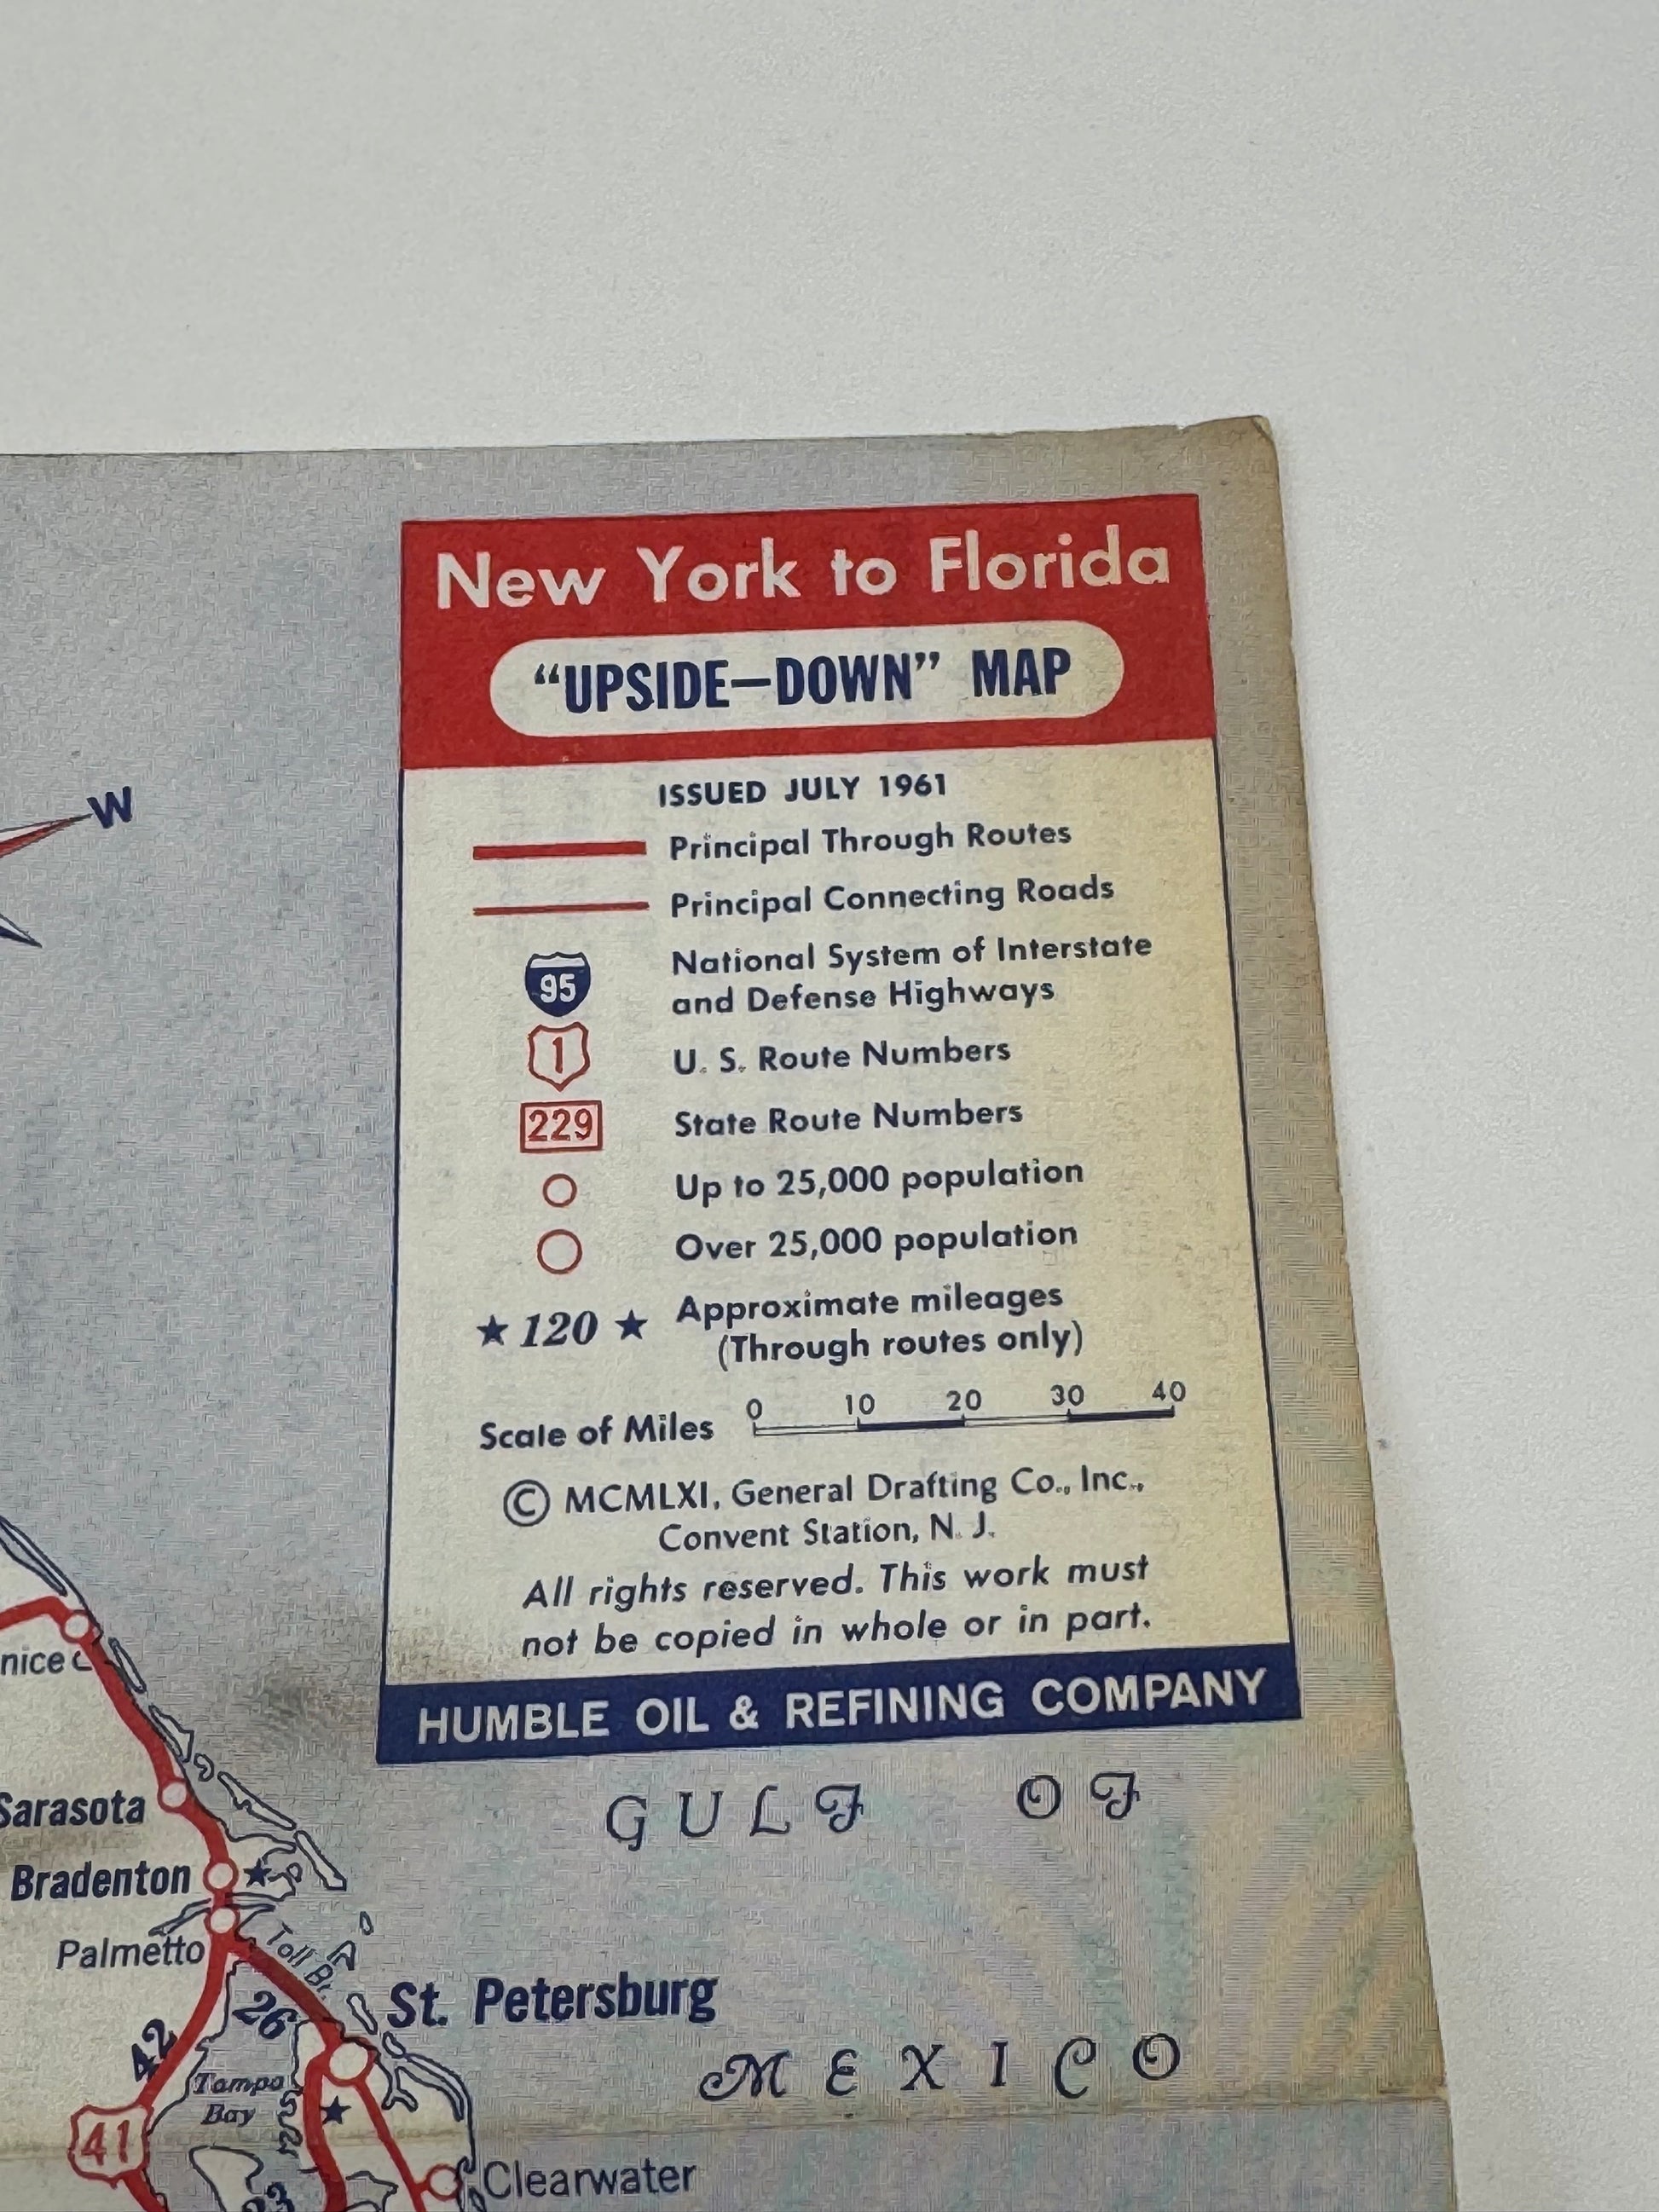 New York to Florida
“UPSIDE—DOWN” MAP
ISSUED JULY 1961
Principal Through Routes
Principal Connecting Roads
95
National System of Interstate
and Defense Highways
1
U. S. Route Numbers
229
State Route Numbers
Up to 25,000 population
Over 25,000 population
★ 120 ★
Approximate mileages
(Through routes only)
0 10 20 30 40
Scale of Miles
© MCMLXI, General Drafting Co., Inc.,
Convent Station, N. J.
All rights reserved. This work must
not be copied in whole or in part.
HUMBLE OIL & REFINING COMPANY
W
GULF OF
MEXICO
Sarasota
Bradenton
Palmetto
Toll Br.
St. Petersburg
26
42
Tampa
Bay
41
Clearwater